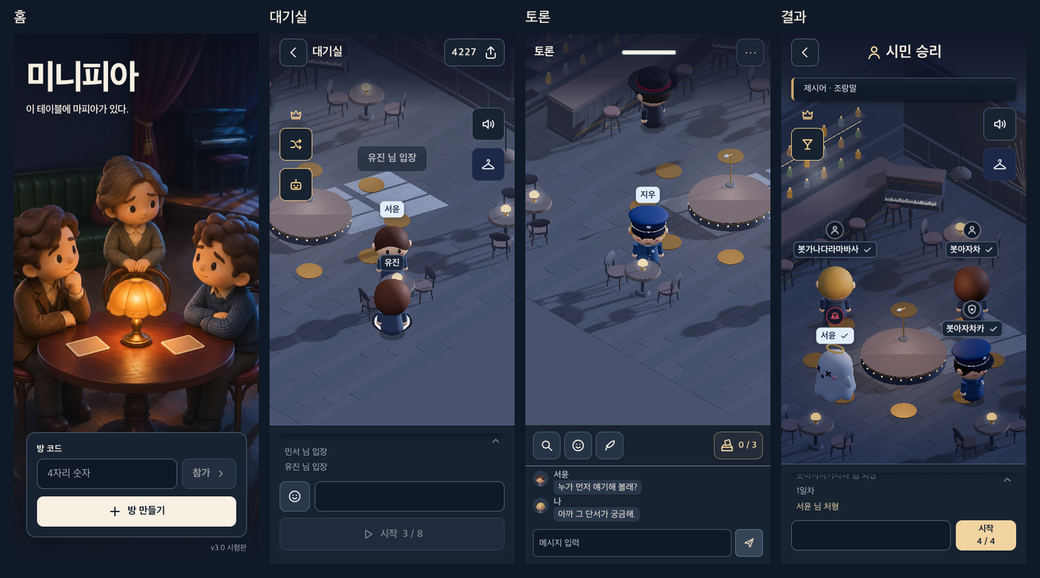 홈
미니피아
이 테이블에 마피아가 있다.
방 코드
4자리 숫자
참가
방 만들기
v3.0 시험판
대기실
대기실
4227
유진 님 입장
서윤
유진
민서 님 입장
유진 님 입장
시작 3 / 8
토론
토론
지우
0 / 3
서윤
누가 먼저 얘기해 볼래?
나
아까 그 단서가 궁금해.
메시지 입력
결과
시민 승리
제시어 · 조랑말
봇가나다라마바사
봇아자차
봇아자차카
서윤
1일차
서윤 님 처형
시작
4 / 4